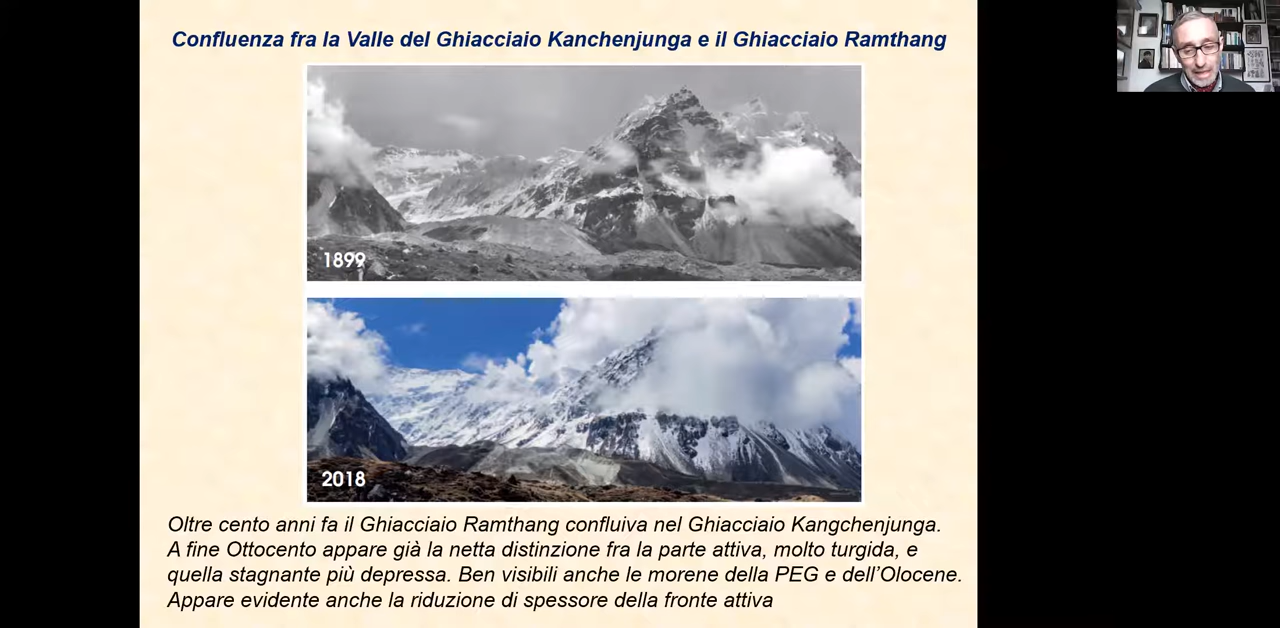 Confluenza fra la Valle del Ghiacciaio Kanchenjunga e il Ghiacciaio Ramthang
1899
2018
Oltre cento anni fa il Ghiacciaio Ramthang confluiva nel Ghiacciaio Kangchenjunga.
A fine Ottocento appare già la netta distinzione fra la parte attiva, molto turgida, e
quella stagnante più depressa. Ben visibili anche le morene della PEG e dell'Olocene.
Appare evidente anche la riduzione di spessore della fronte attiva